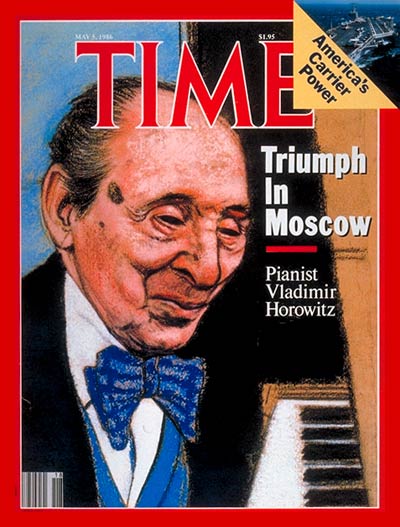 MAY 5, 1986
$1.95
TIME
America's
Carrier
Power
Triumph
In
Moscow
Pianist
Vladimir
Horowitz